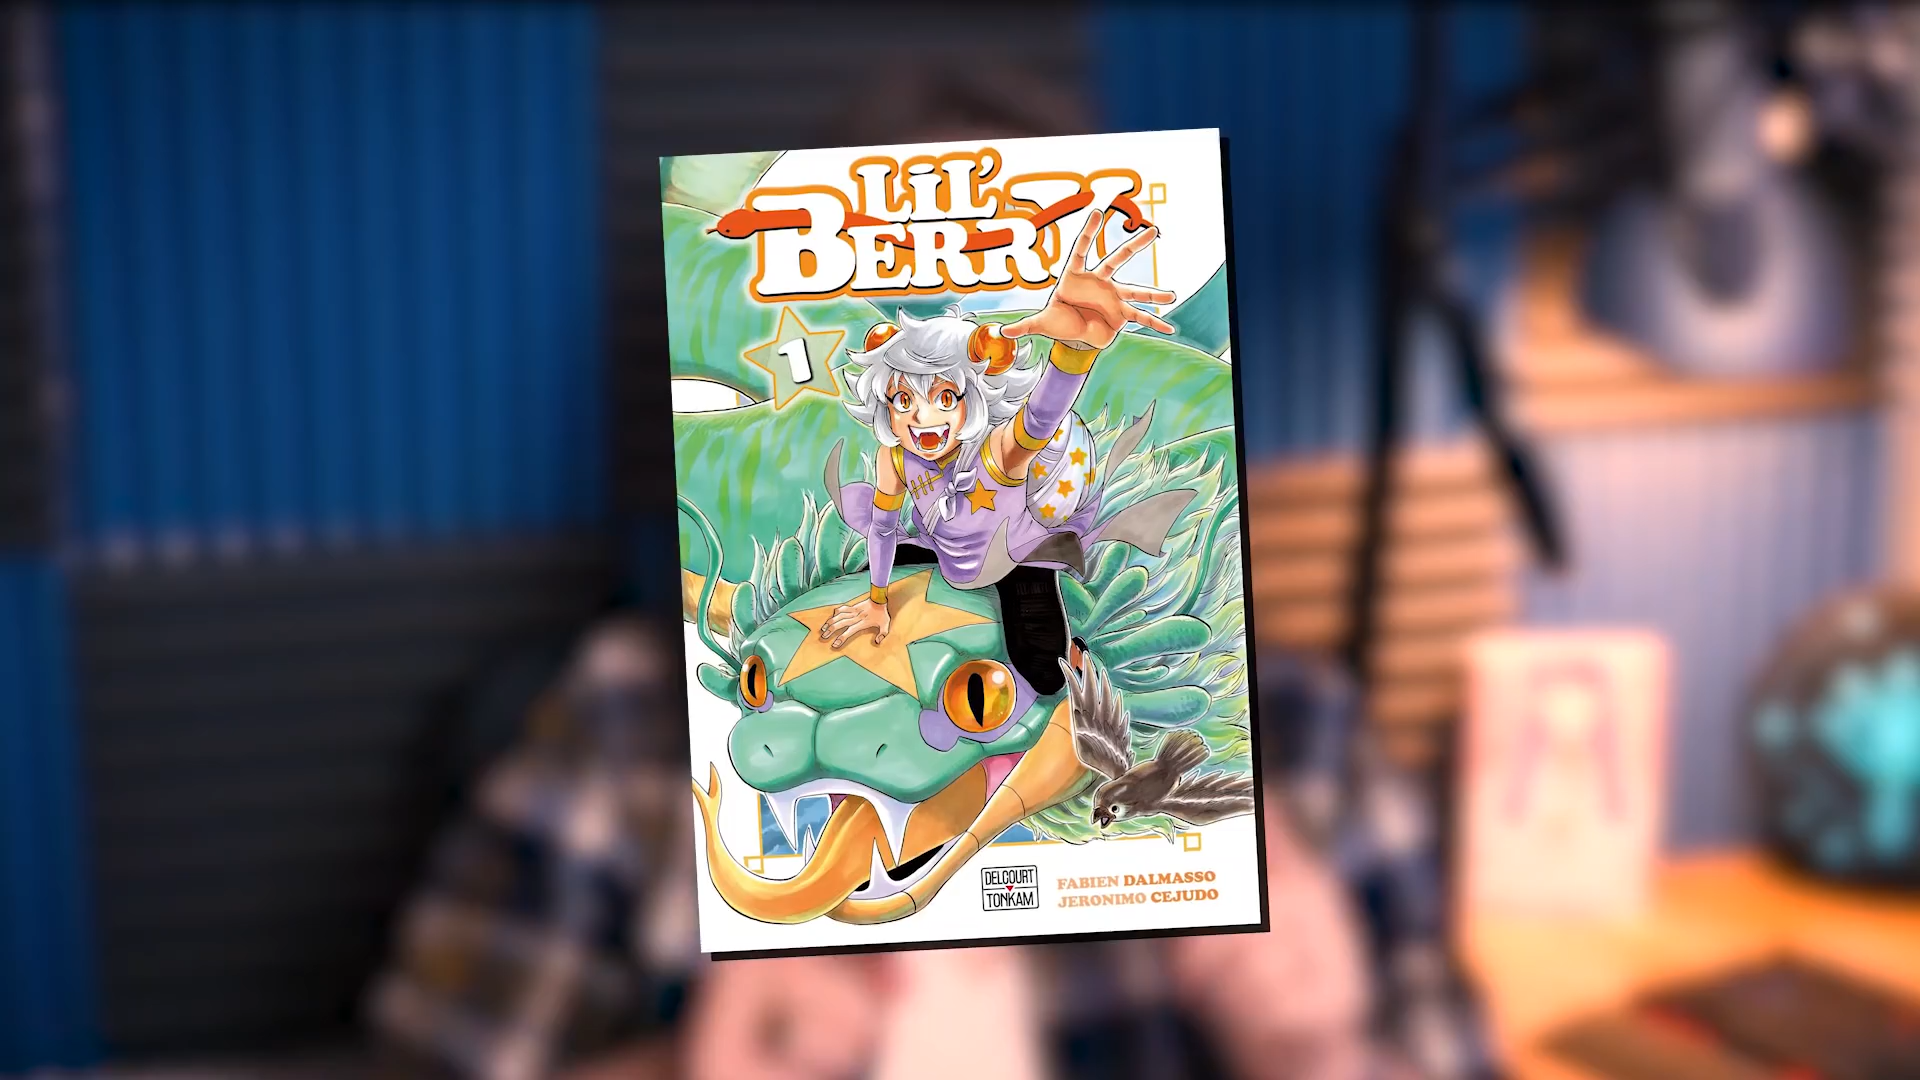 LiL'
BERRY
1
DELCOURT
TONKAM
FABIEN DALMASSO
JERONIMO CEJUDO